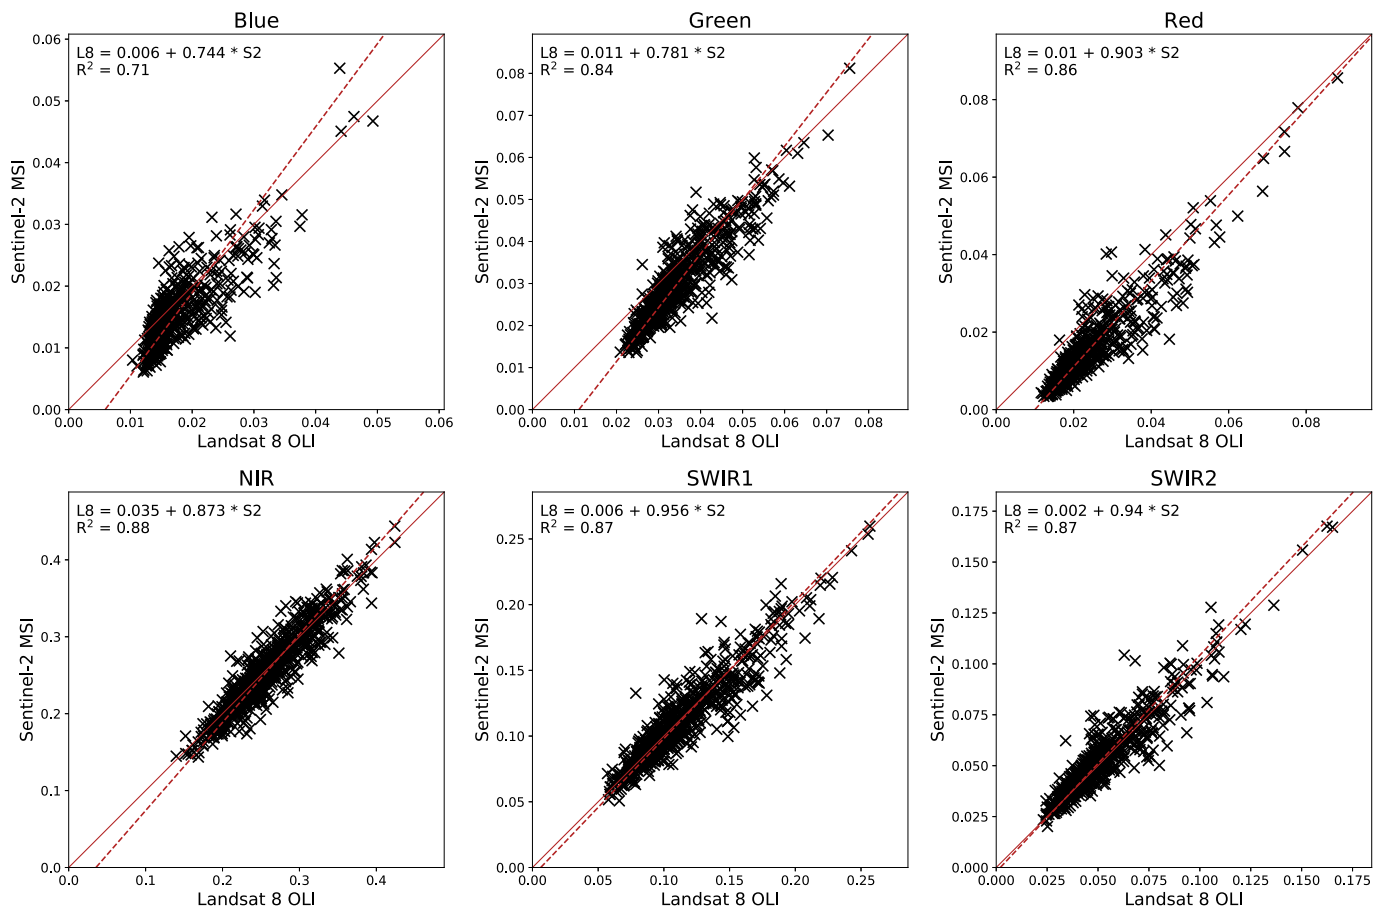 Blue
L8 = 0.006 + 0.744 * S2
R² = 0.71
0.06
0.05
0.04
0.03
0.02
0.01
0.00
Sentinel-2 MSI
0.00 0.01 0.02 0.03 0.04 0.05 0.06
Landsat 8 OLI
Green
L8 = 0.011 + 0.781 * S2
R² = 0.84
0.08
0.07
0.06
0.05
0.04
0.03
0.02
0.01
0.00
Sentinel-2 MSI
0.00 0.01 0.02 0.03 0.04 0.05 0.06 0.07 0.08
Landsat 8 OLI
Red
L8 = 0.01 + 0.903 * S2
R² = 0.86
0.08
0.06
0.04
0.02
0.00
Sentinel-2 MSI
0.00 0.02 0.04 0.06 0.08
Landsat 8 OLI
NIR
L8 = 0.035 + 0.873 * S2
R² = 0.88
0.4
0.3
0.2
0.1
0.0
Sentinel-2 MSI
0.0 0.1 0.2 0.3 0.4
Landsat 8 OLI
SWIR1
L8 = 0.006 + 0.956 * S2
R² = 0.87
0.25
0.20
0.15
0.10
0.05
0.00
Sentinel-2 MSI
0.00 0.05 0.10 0.15 0.20 0.25
Landsat 8 OLI
SWIR2
L8 = 0.002 + 0.94 * S2
R² = 0.87
0.175
0.150
0.125
0.100
0.075
0.050
0.025
0.000
Sentinel-2 MSI
0.000 0.025 0.050 0.075 0.100 0.125 0.150 0.175
Landsat 8 OLI